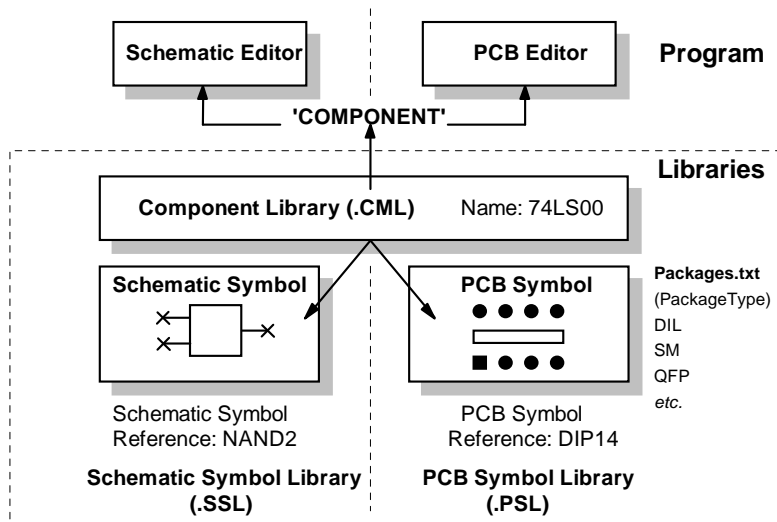 Schematic Editor
PCB Editor
Program
'COMPONENT'
Libraries
Component Library (.CML) Name: 74LS00
Schematic Symbol
PCB Symbol
Packages.txt
(PackageType)
DIL
SM
QFP
etc.
Schematic Symbol
Reference: NAND2
PCB Symbol
Reference: DIP14
Schematic Symbol Library
(.SSL)
PCB Symbol Library
(.PSL)